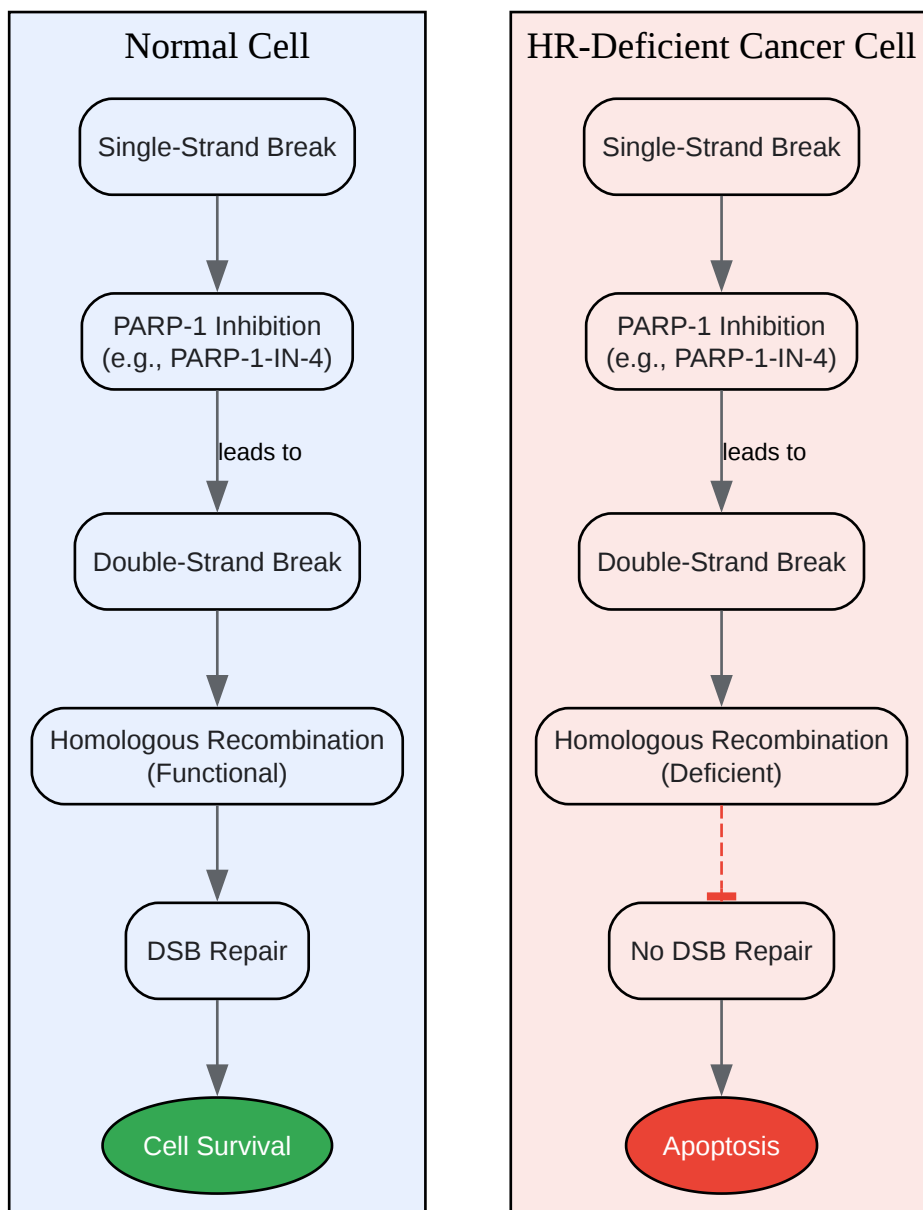 Normal Cell
Single-Strand Break
PARP-1 Inhibition
(e.g., PARP-1-IN-4)
leads to
Double-Strand Break
Homologous Recombination
(Functional)
DSB Repair
Cell Survival
HR-Deficient Cancer Cell
Single-Strand Break
PARP-1 Inhibition
(e.g., PARP-1-IN-4)
leads to
Double-Strand Break
Homologous Recombination
(Deficient)
No DSB Repair
Apoptosis